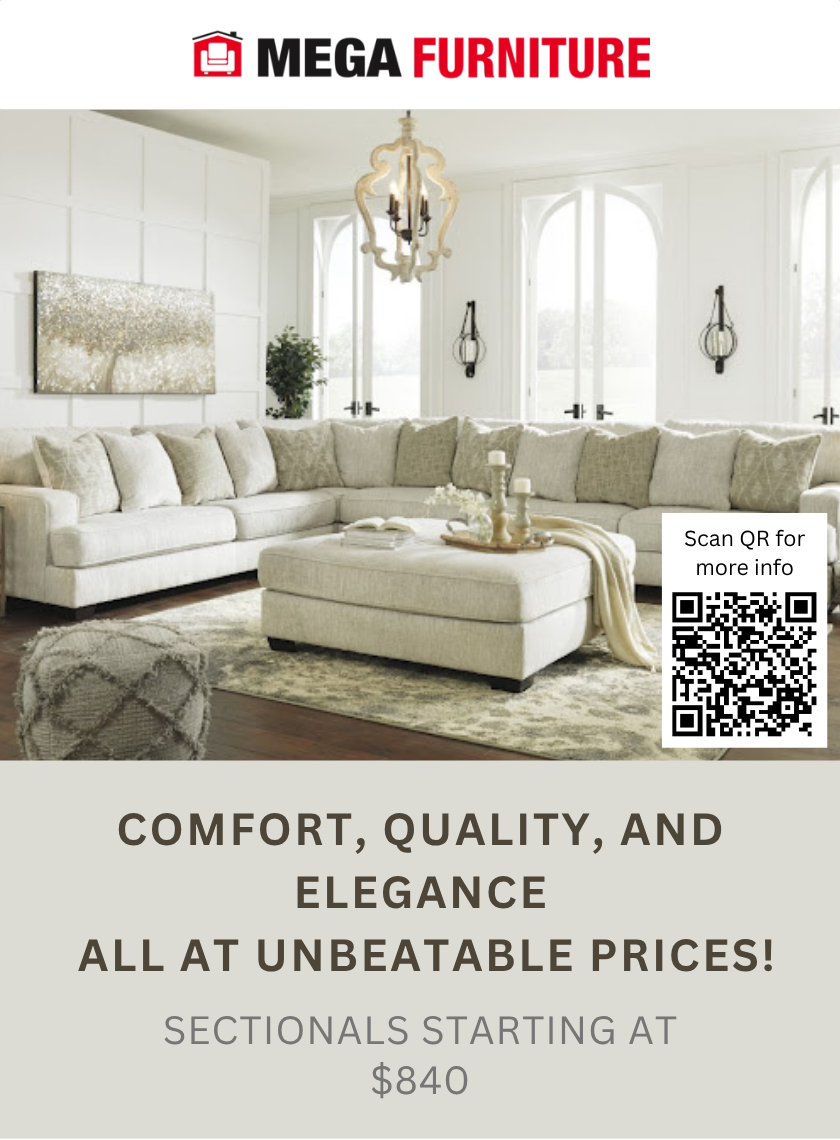 MEGA FURNITURE
Scan QR for
more info
COMFORT, QUALITY, AND
ELEGANCE
ALL AT UNBEATABLE PRICES!
SECTIONALS STARTING AT
$840